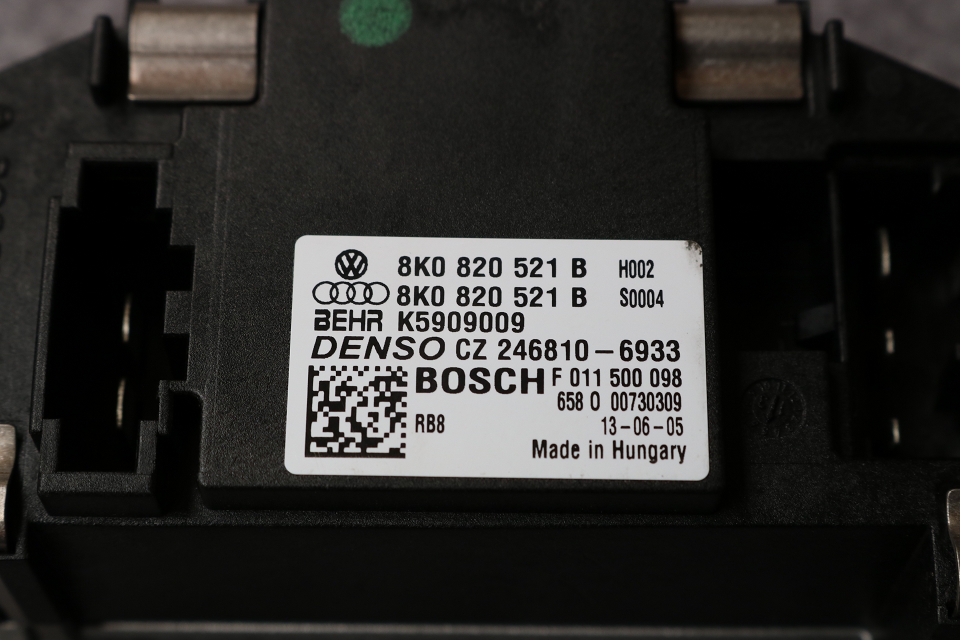 8K0 820 521 B H002
8K0 820 521 B S0004
BEHR K5909009
DENSO CZ 246810-6933
BOSCH F 011 500 098
658 0 00730309
RB8 13-06-05
Made in Hungary